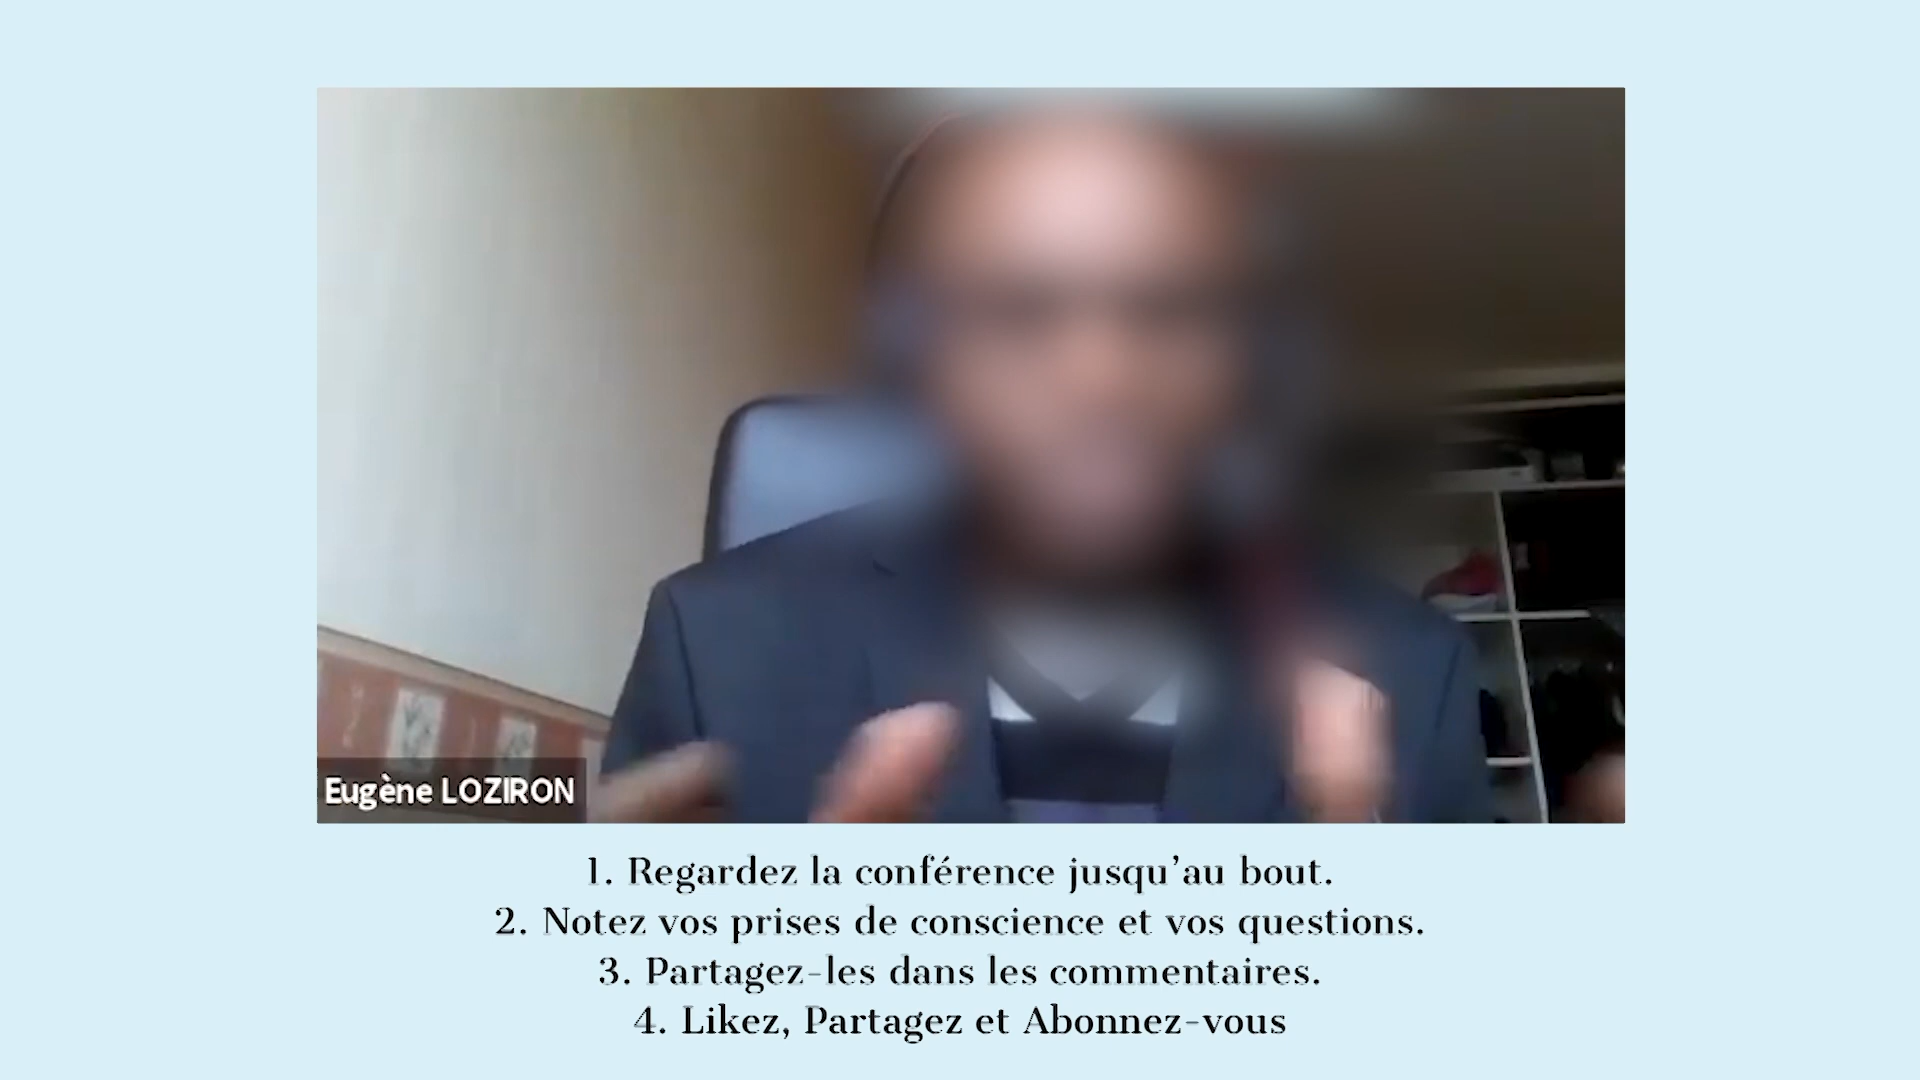 Eugène LOZIRON
1. Regardez la conférence jusqu’au bout.
2. Notez vos prises de conscience et vos questions.
3. Partagez-les dans les commentaires.
4. Likez, Partagez et Abonnez-vous